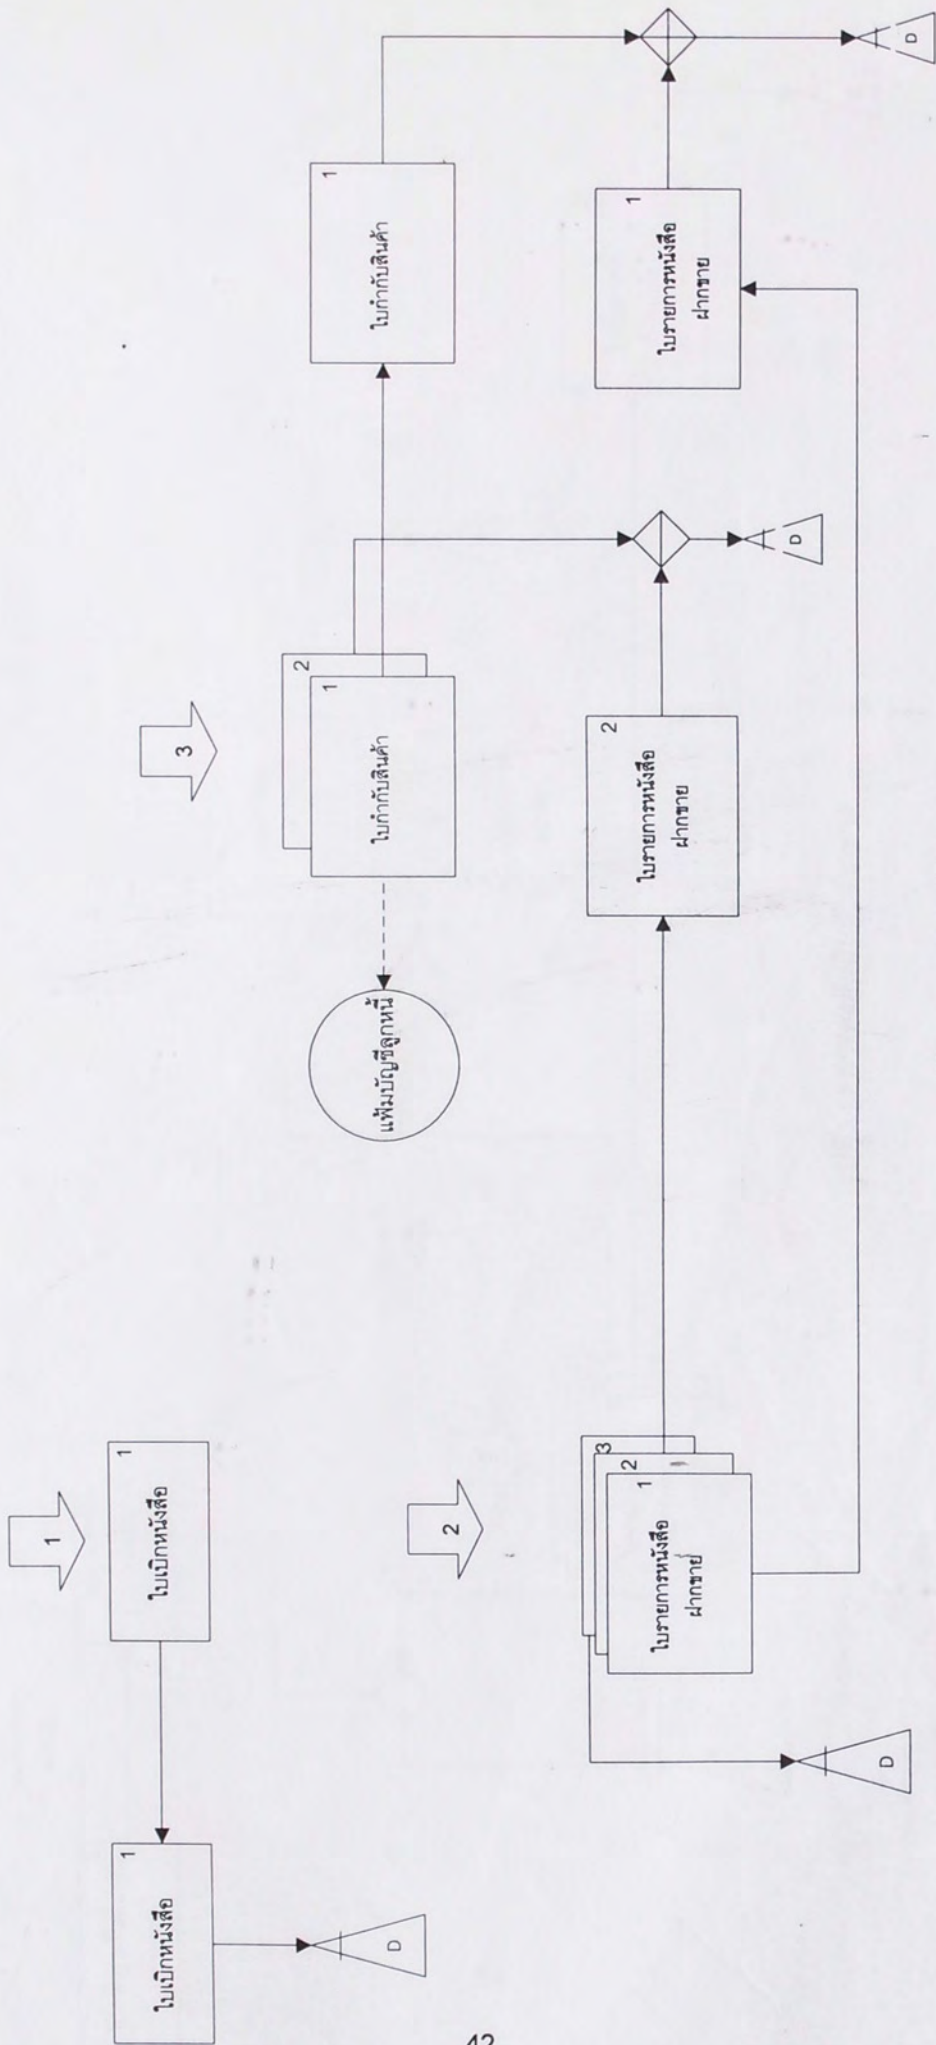 1
ใบเบิกหนังสือ
1
ใบเบิกหนังสือ
1
D
2
ใบรายการหนังสือ
ฝากขาย
1
2
3
D
3
ใบกำกับสินค้า
1
2
แฟ้มบัญชีลูกหนี้
ใบกำกับสินค้า
1
ใบรายการหนังสือ
ฝากขาย
2
D
ใบรายการหนังสือ
ฝากขาย
1
D